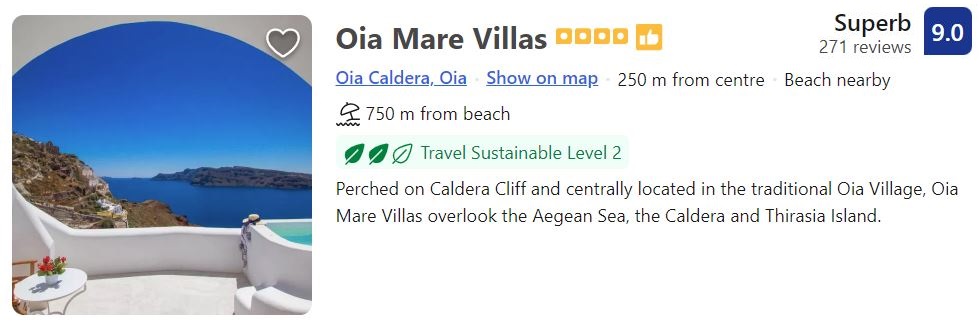 Oia Mare Villas
Superb
271 reviews
9.0
Oia Caldera, Oia · Show on map · 250 m from centre · Beach nearby
750 m from beach
Travel Sustainable Level 2
Perched on Caldera Cliff and centrally located in the traditional Oia Village, Oia
Mare Villas overlook the Aegean Sea, the Caldera and Thirasia Island.